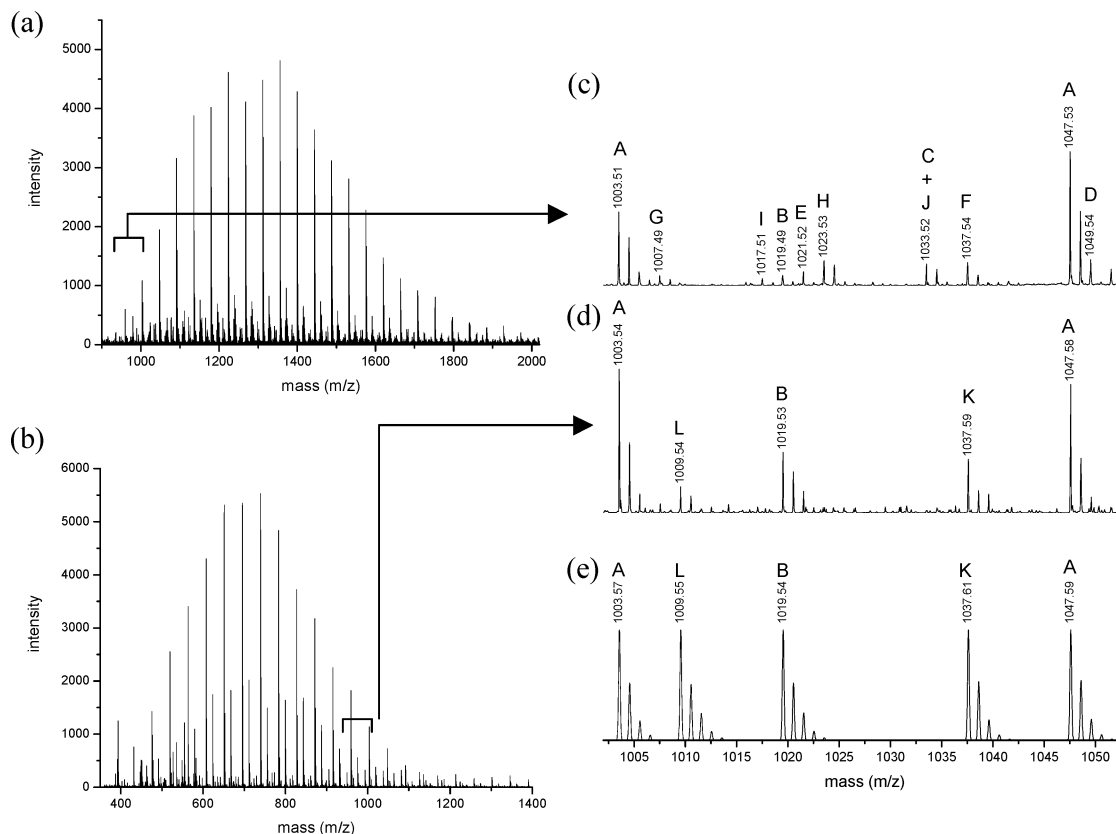 (a)
5000
4000
3000
2000
1000
0
intensity
1000 1200 1400 1600 1800 2000
mass (m/z)
(b)
6000
5000
4000
3000
2000
1000
0
intensity
400 600 800 1000 1200 1400
mass (m/z)
(c)
A
1003.51
G
1007.49
I
1017.51
B
1019.49
E
1021.52
H
1023.53
C
+
J
1033.52
F
1037.54
A
1047.53
D
1049.54
(d)
A
1003.54
L
1009.54
B
1019.53
K
1037.59
A
1047.58
(e)
A
1003.57
L
1009.55
B
1019.54
K
1037.61
A
1047.59
1005 1010 1015 1020 1025 1030 1035 1040 1045 1050
mass (m/z)